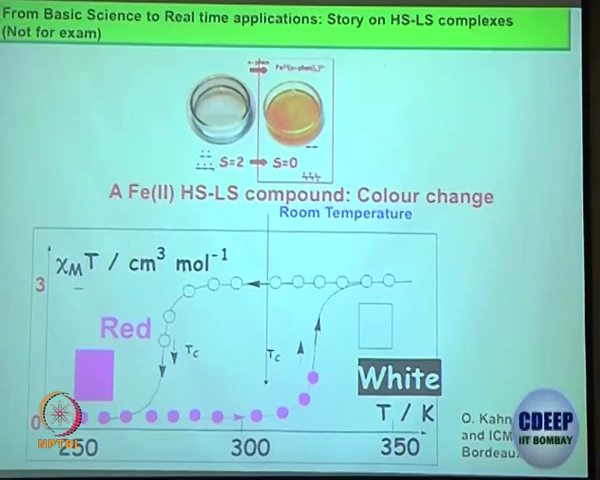 From Basic Science to Real time applications: Story on HS-LS complexes
(Not for exam)
S=2 S=0
A Fe(II) HS-LS compound: Colour change
Room Temperature
χMT / cm3 mol-1
3
Red
Tc
Tc
White
T / K
0
250 300 350
O. Kahn
and ICM
Bordeau
NPTEL
CDEEP
IIT BOMBAY